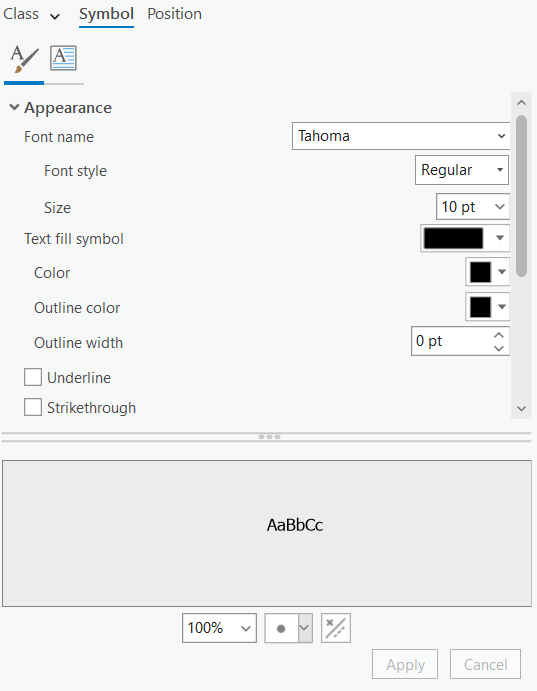 Class Symbol Position
A A
Appearance
Font name Tahoma
Font style Regular
Size 10 pt
Text fill symbol
Color
Outline color
Outline width 0 pt
Underline
Strikethrough
AaBbCc
100%
Apply Cancel